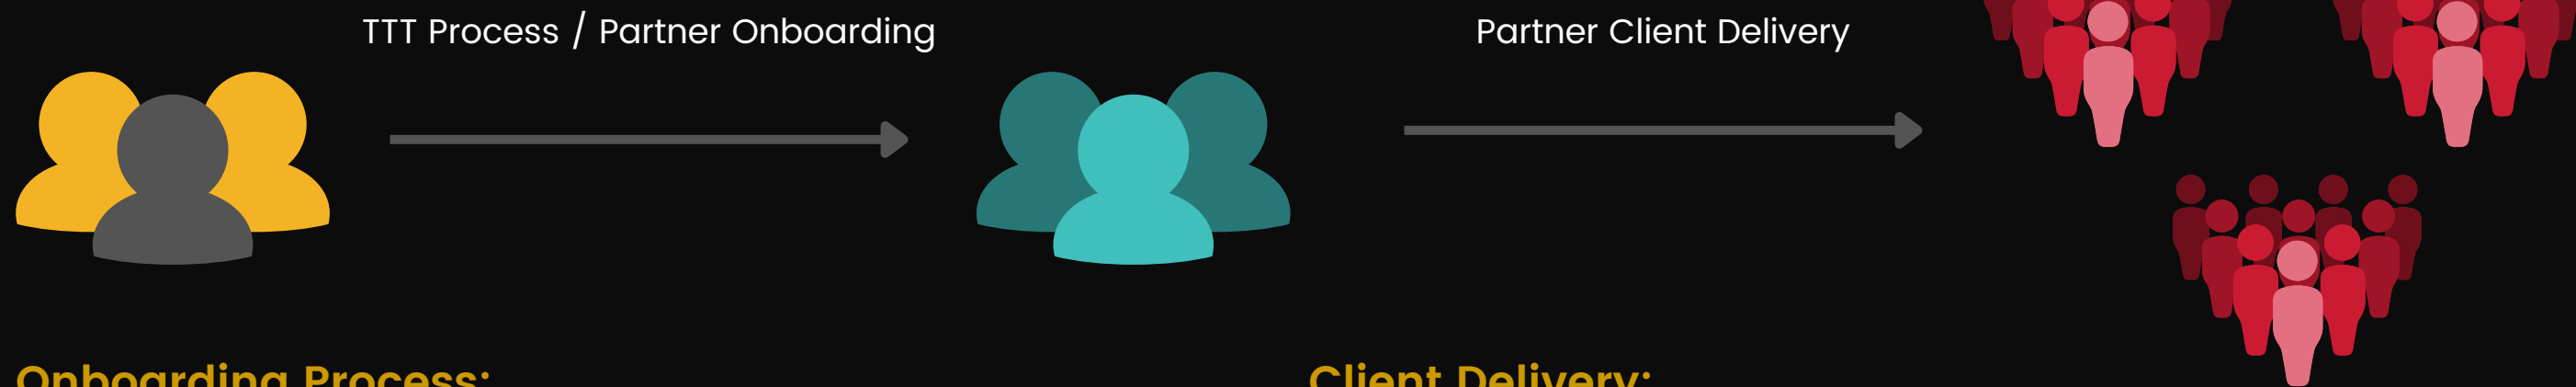 TTT Process / Partner Onboarding
Partner Client Delivery
Onboarding Process:
Client Delivery: